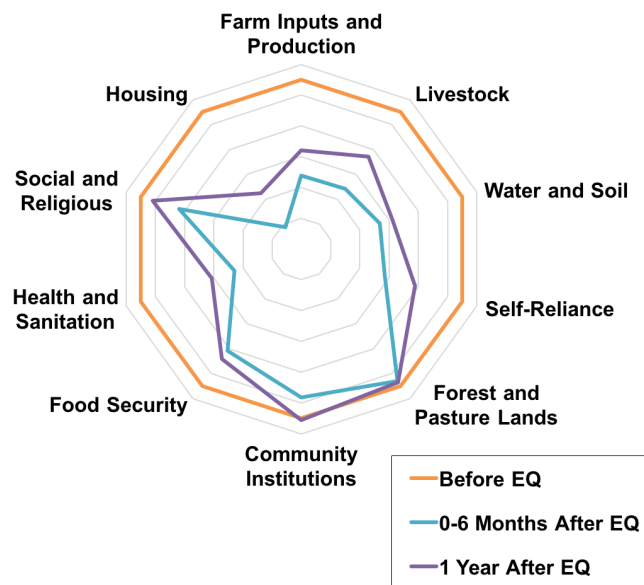 Farm Inputs and
Production
Livestock
Water and Soil
Self-Reliance
Forest and
Pasture Lands
Community
Institutions
Food Security
Health and
Sanitation
Social and
Religious
Housing
Before EQ
0-6 Months After EQ
1 Year After EQ